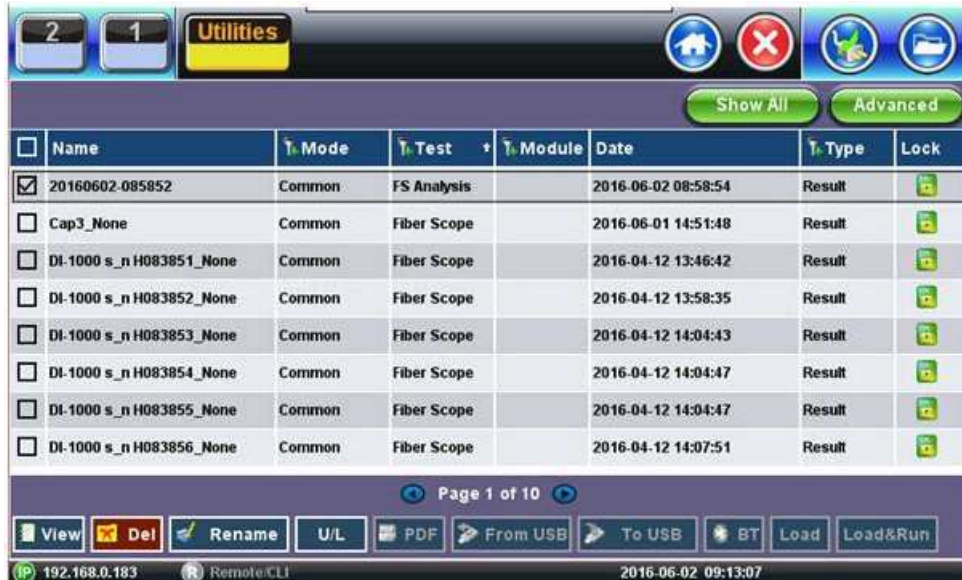 2 1 Utilities
Show All Advanced
Name Mode Test Module Date Type Lock
20160602-085852 Common FS Analysis 2016-06-02 08:58:54 Result
Cap3_None Common Fiber Scope 2016-06-01 14:51:48 Result
DI-1000 s_n H083851_None Common Fiber Scope 2016-04-12 13:46:42 Result
DI-1000 s_n H083852_None Common Fiber Scope 2016-04-12 13:58:35 Result
DI-1000 s_n H083853_None Common Fiber Scope 2016-04-12 14:04:43 Result
DI-1000 s_n H083854_None Common Fiber Scope 2016-04-12 14:04:47 Result
DI-1000 s_n H083855_None Common Fiber Scope 2016-04-12 14:04:47 Result
DI-1000 s_n H083856_None Common Fiber Scope 2016-04-12 14:07:51 Result
Page 1 of 10
View Del Rename U/L PDF From USB To USB BT Load Load&Run
IP 192.168.0.183 R Remote/CLI 2016-06-02 09:13:07